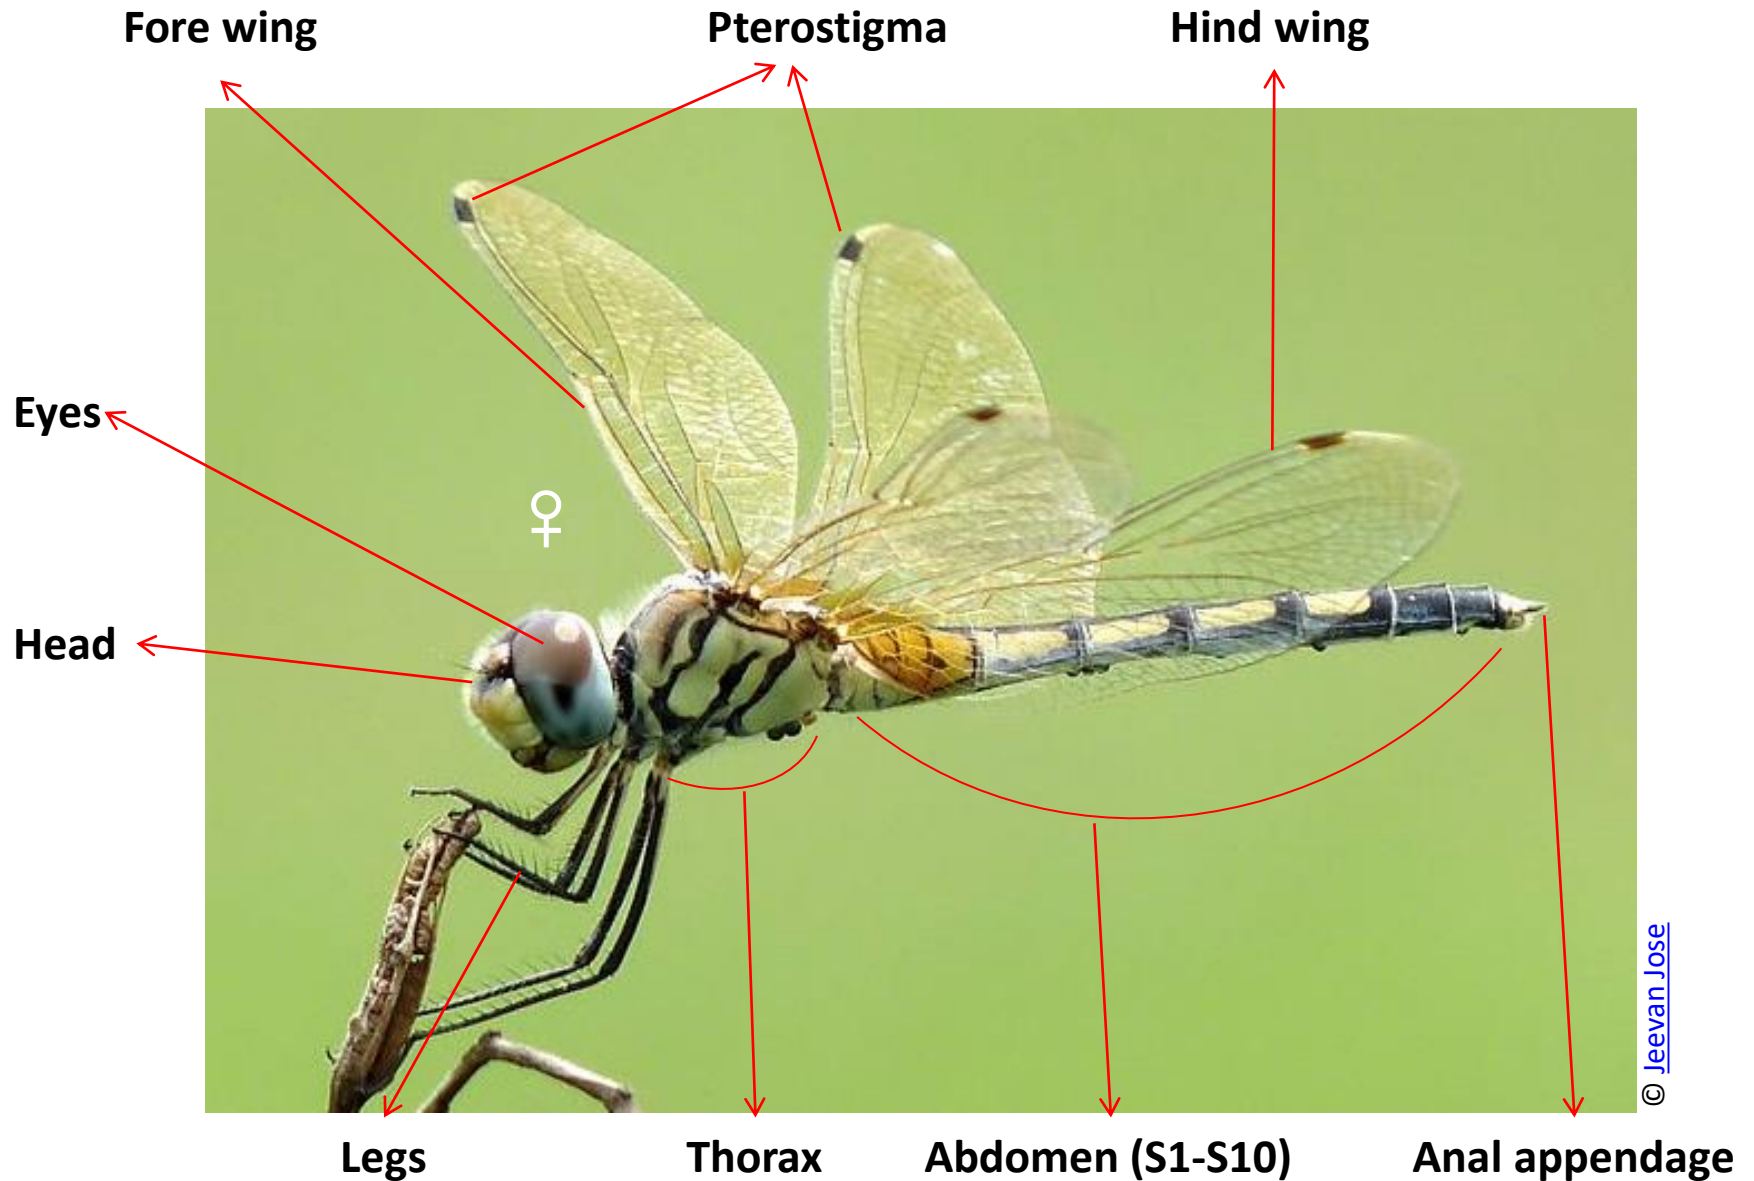 Fore wing
Pterostigma
Hind wing
Eyes
♀
Head
© Jeevan Jose
Legs
Thorax
Abdomen (S1-S10)
Anal appendage